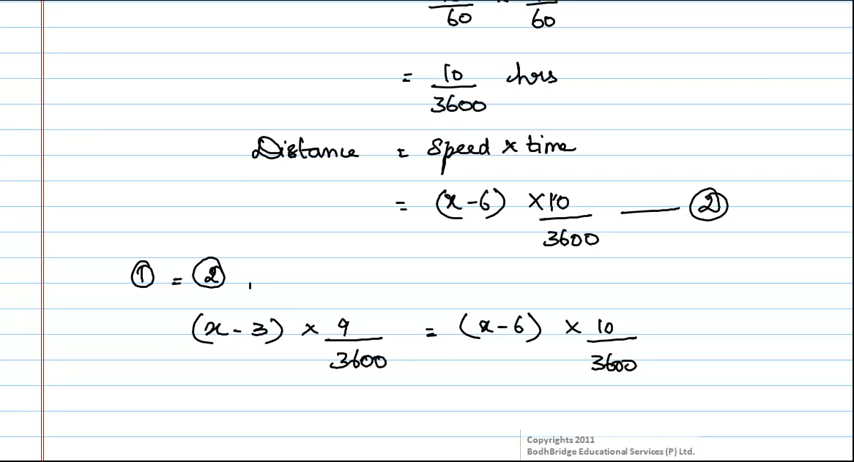 60 × 60
= 10/3600 hrs
Distance = Speed × time
= (x-6) × 10/3600 —— ②
① = ② ,
(x-3) × 9/3600 = (x-6) × 10/3600
Copyrights 2011
BodhBridge Educational Services (P) Ltd.